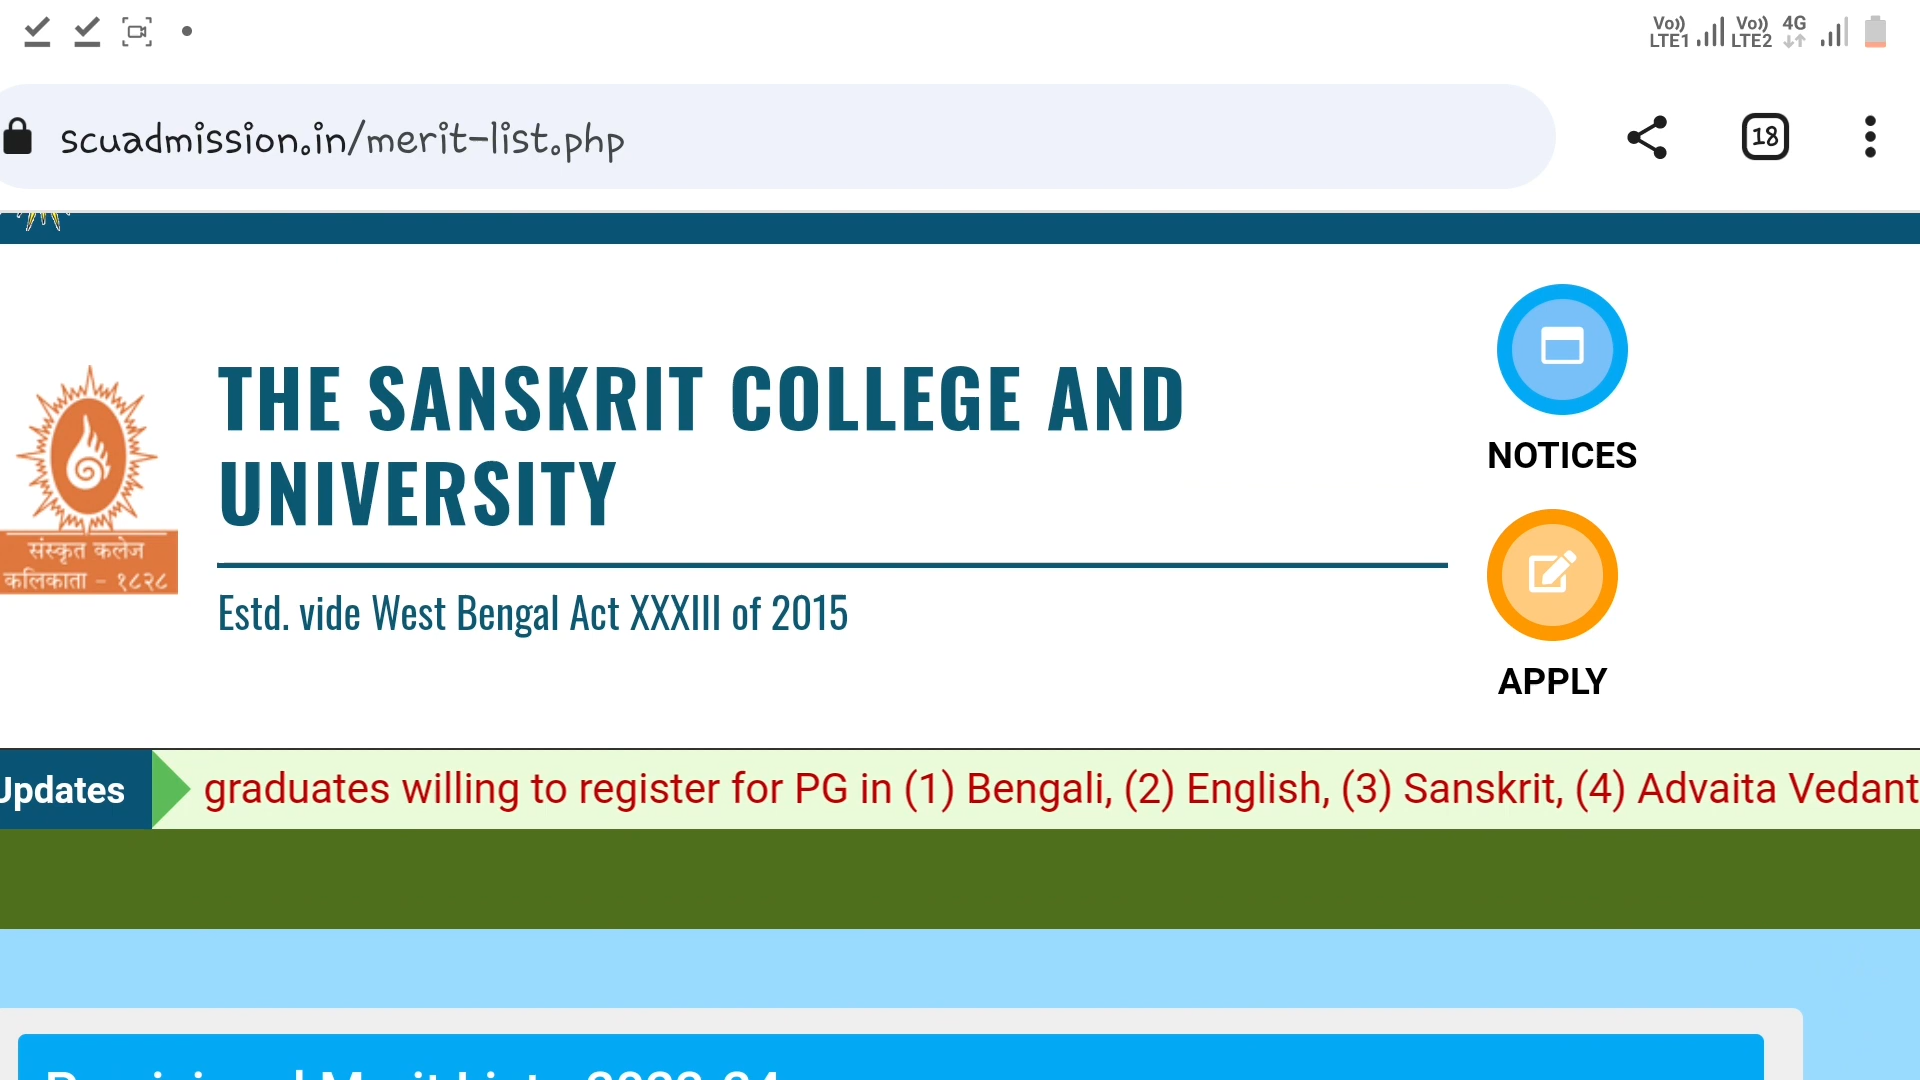 Vo)) LTE1 Vo)) LTE2 4G
scuadmission.in/merit-list.php
18
THE SANSKRIT COLLEGE AND
UNIVERSITY
Estd. vide West Bengal Act XXXIII of 2015
संस्कृत कलेज
कलिकाता - १८२८
NOTICES
APPLY
Updates
graduates willing to register for PG in (1) Bengali, (2) English, (3) Sanskrit, (4) Advaita Vedant